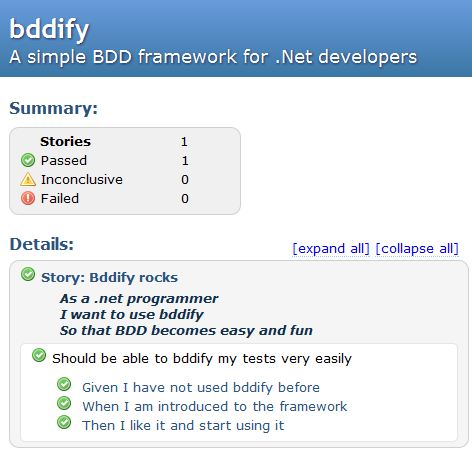 bddify
A simple BDD framework for .Net developers
Summary:
Stories 1
Passed 1
Inconclusive 0
Failed 0
Details:
[expand all] [collapse all]
Story: Bddify rocks
As a .net programmer
I want to use bddify
So that BDD becomes easy and fun
Should be able to bddify my tests very easily
Given I have not used bddify before
When I am introduced to the framework
Then I like it and start using it